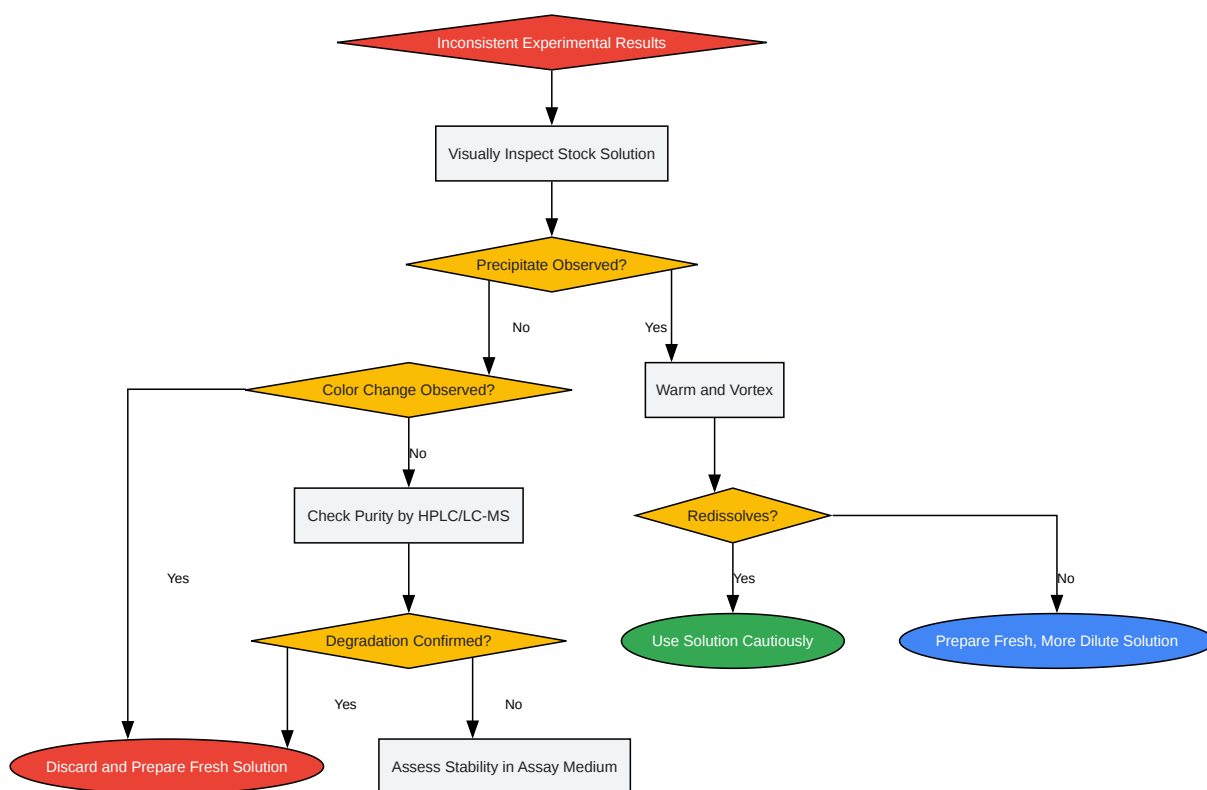 Inconsistent Experimental Results
Visually Inspect Stock Solution
Precipitate Observed?
No
Yes
Color Change Observed?
Warm and Vortex
No
Check Purity by HPLC/LC-MS
Redissolves?
Yes
Yes
No
Degradation Confirmed?
Use Solution Cautiously
Prepare Fresh, More Dilute Solution
Yes
No
Discard and Prepare Fresh Solution
Assess Stability in Assay Medium